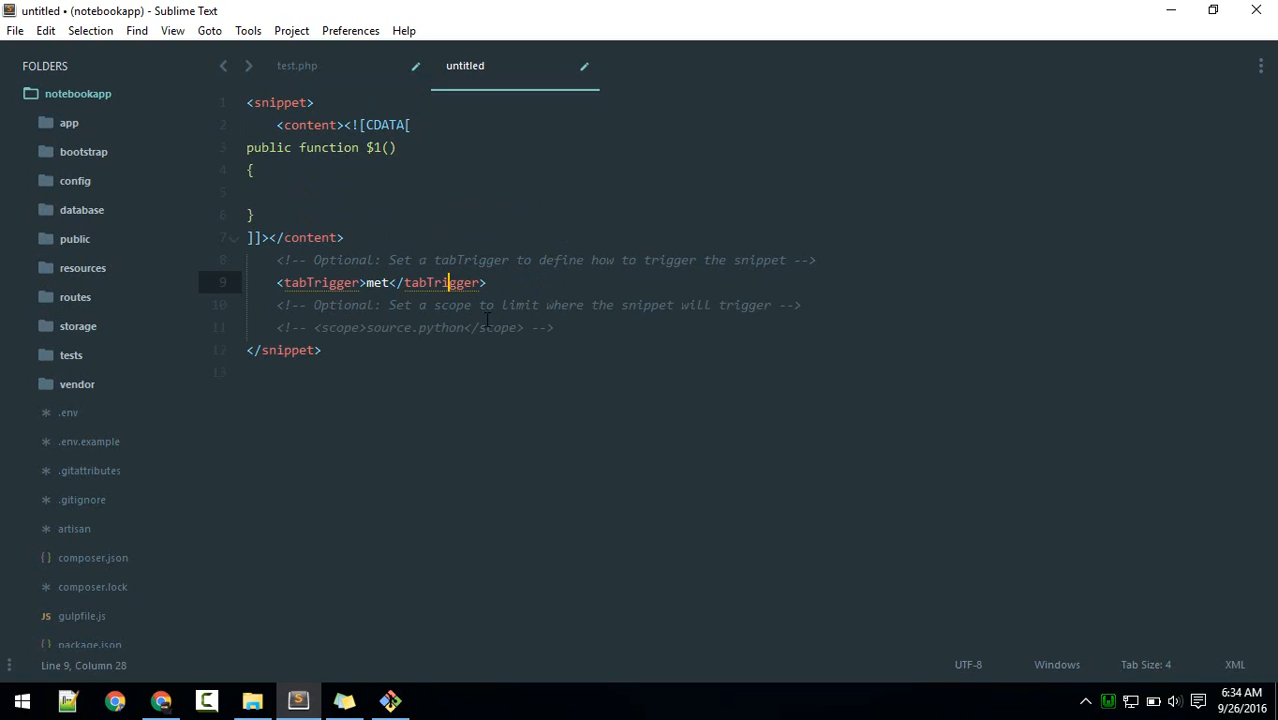 untitled • (notebookapp) - Sublime Text
File Edit Selection Find View Goto Tools Project Preferences Help
FOLDERS
notebookapp
app
bootstrap
config
database
public
resources
routes
storage
tests
vendor
.env
.env.example
.gitattributes
.gitignore
artisan
composer.json
composer.lock
JS gulpfile.js
package.json
test.php untitled
1 <snippet>
2 <content><![CDATA[
3 public function $1()
4 {
5
6 }
7 ]]></content>
8 <!-- Optional: Set a tabTrigger to define how to trigger the snippet -->
9 <tabTrigger>met</tabTrigger>
10 <!-- Optional: Set a scope to limit where the snippet will trigger -->
11 <!-- <scope>source.python</scope> -->
12 </snippet>
13
Line 9, Column 28 UTF-8 Windows Tab Size: 4 XML
6:34 AM
9/26/2016